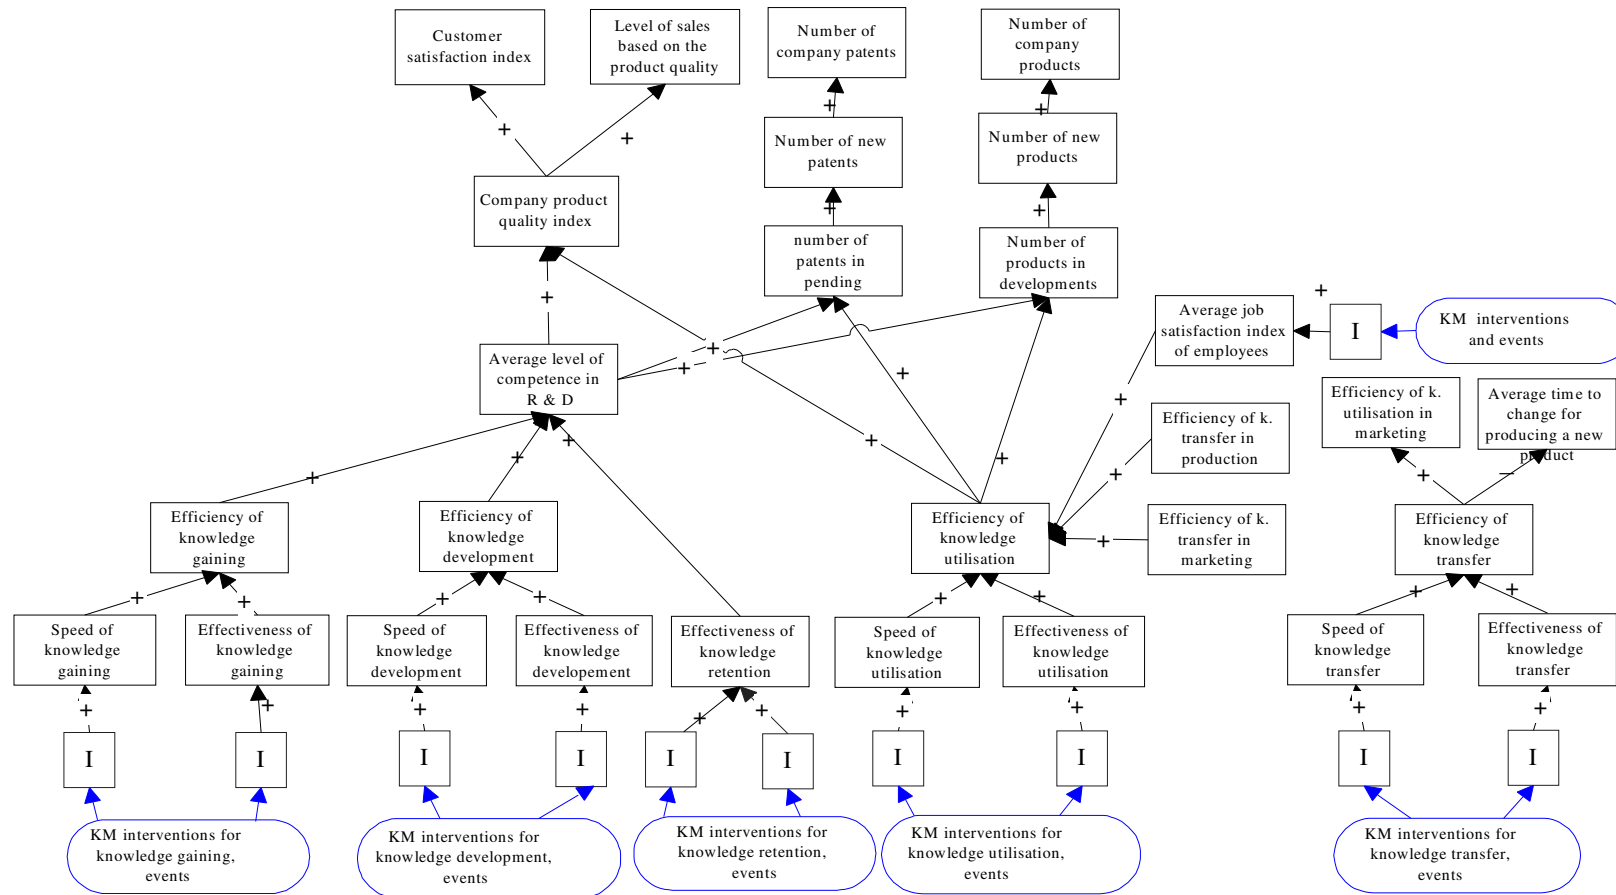 Customer
satisfaction index
Level of sales
based on the
product quality
Number of
company patents
Number of
company
products
+
+
+
+
Number of new
patents
Number of new
products
Company product
quality index
+
+
number of
patents in
pending
Number of
products in
developments
+
Average job
satisfaction index
of employees
+
I
KM interventions
and events
Average level of
competence in
R & D
+
+
+
+
+
Efficiency of k.
transfer in
production
Efficiency of k.
utilisation in
marketing
Average time to
change for
producing a new
product
+
+
+
+
+
+
+
+
–
Efficiency of
knowledge
gaining
Efficiency of
knowledge
development
Efficiency of
knowledge
utilisation
+
Efficiency of k.
transfer in
marketing
Efficiency of
knowledge
transfer
+
+
+
+
+
+
+
+
Speed of
knowledge
gaining
Effectiveness of
knowledge gaining
Speed of
knowledge
development
Effectiveness of
knowledge
developement
Effectiveness of
knowledge
retention
Speed of
knowledge
utilisation
Effectiveness of
knowledge
utilisation
Speed of
knowledge
transfer
Effectiveness of
knowledge
transfer
+
+
+
+
+
+
+
+
+
+
I
I
I
I
I
I
I
I
I
I
KM interventions for
knowledge gaining,
events
KM interventions for
knowledge development,
events
KM interventions for
knowledge retention,
events
KM interventions for
knowledge utilisation,
events
KM interventions for
knowledge transfer,
events